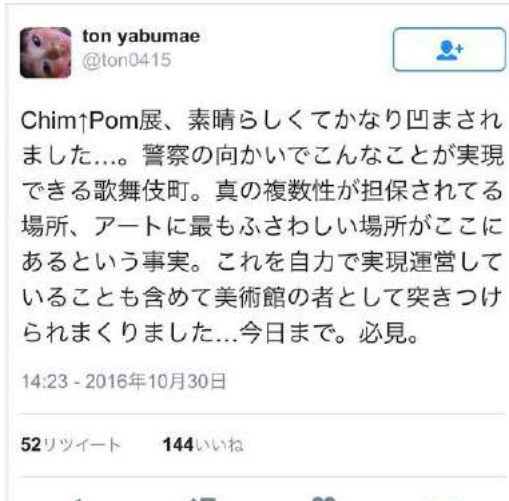 ton yabumae
@ton0415
Chim↑Pom展、素晴らしくてかなり凹まされ
ました…。警察の向かいでこんなことが実現
できる歌舞伎町。真の複数性が担保されてる
場所、アートに最もふさわしい場所がここに
あるという事実。これを自力で実現運営して
いることも含めて美術館の者として突きつけ
られまくりました…今日まで。必見。
14:23 - 2016年10月30日
52リツイート 144いいね